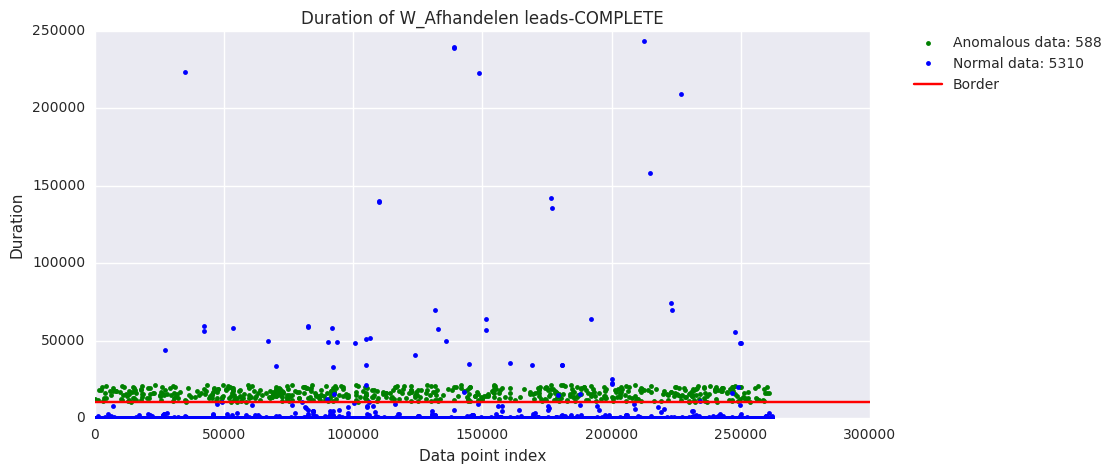 Duration of W_Afhandelen leads-COMPLETE
250000
200000
150000
100000
50000
0
Duration
0 50000 100000 150000 200000 250000 300000
Data point index
Anomalous data: 588
Normal data: 5310
Border